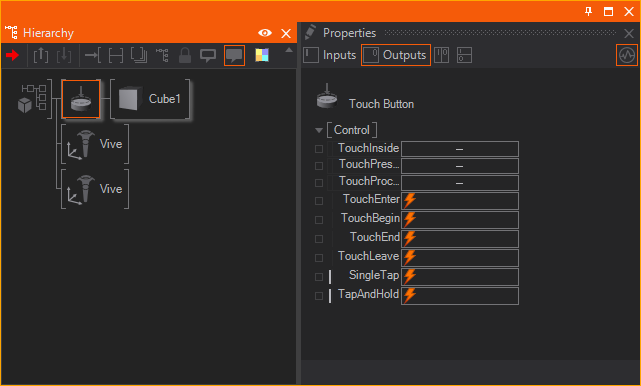 Hierarchy
Properties
Inputs
Outputs
Cube1
Vive
Vive
Touch Button
Control
TouchInside
TouchPres...
TouchProc...
TouchEnter
TouchBegin
TouchEnd
TouchLeave
SingleTap
TapAndHold